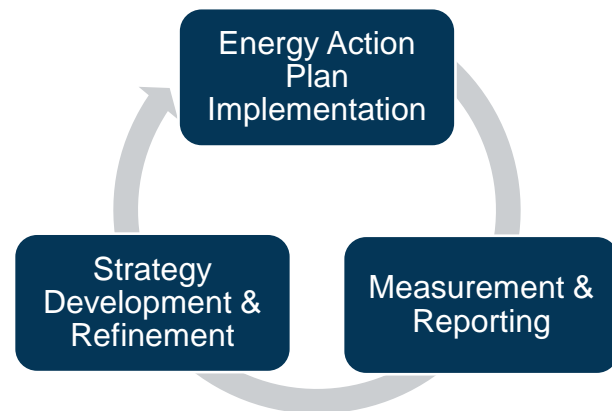 Energy Action
Plan
Implementation
Strategy
Development &
Refinement
Measurement &
Reporting